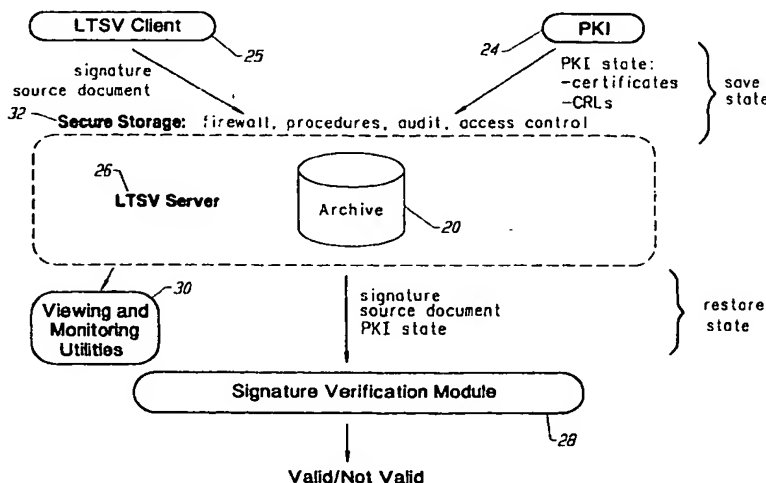 LTSV Client
25
24
PKI
signature
source document
PKI state:
-certificates
-CRLs
save
state
32
Secure Storage: firewall, procedures, audit, access control
26
LTSV Server
Archive
20
30
Viewing and
Monitoring
Utilities
signature
source document
PKI state
restore
state
Signature Verification Module
28
Valid/Not Valid